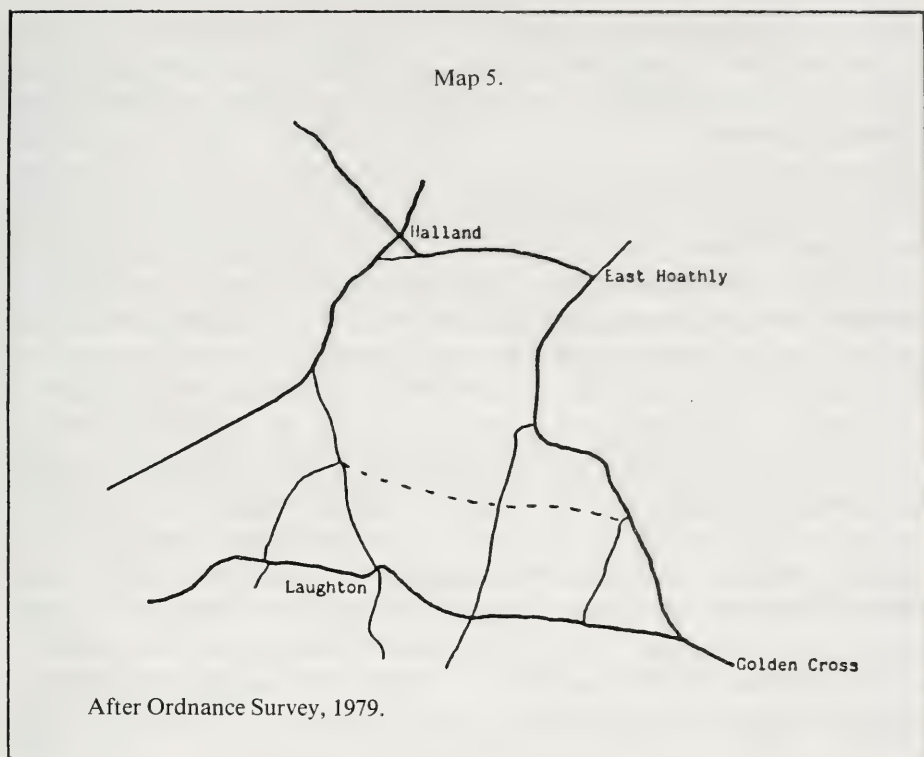 Map 5.
Halland
East Hoathly
Laughton
Golden Cross
After Ordnance Survey, 1979.